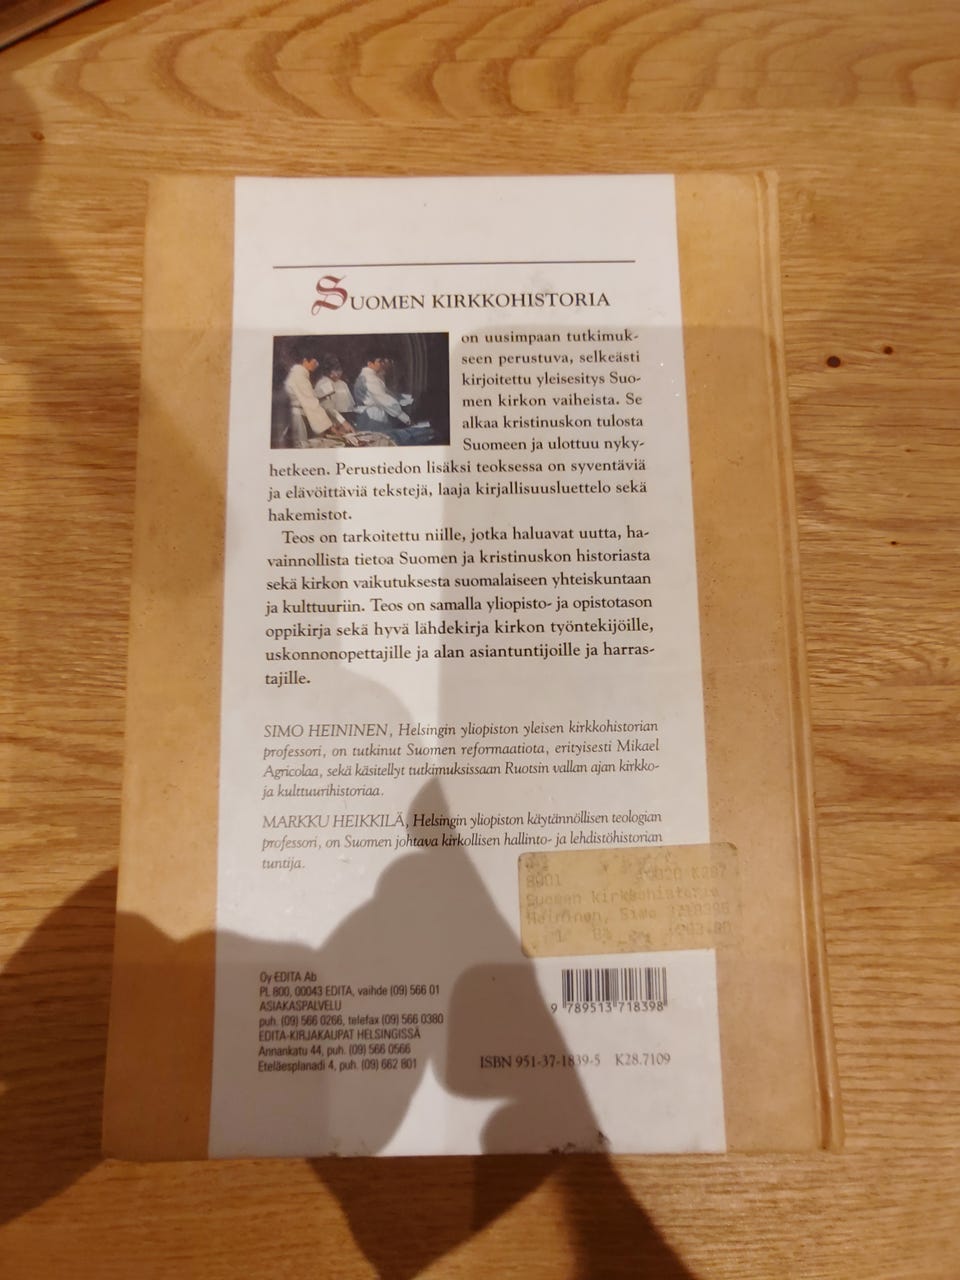 SUOMEN KIRKKOHISTORIA
on uusimpaan tutkimuk-
seen perustuva, selkeästi
kirjoitettu yleisesitys Suo-
men kirkon vaiheista. Se
alkaa kristinuskon tulosta
Suomeen ja ulottuu nyky-
hetkeen. Perustiedon lisäksi teoksessa on syventäviä
ja elävöittäviä tekstejä, laaja kirjallisuusluettelo sekä
hakemistot.
Teos on tarkoitettu niille, jotka haluavat uutta, ha-
vainnollista tietoa Suomen ja kristinuskon historiasta
sekä kirkon vaikutuksesta suomalaiseen yhteiskuntaan
ja kulttuuriin. Teos on samalla yliopisto- ja opistotason
oppikirja sekä hyvä lähdekirja kirkon työntekijöille,
uskonnonopettajille ja alan asiantuntijoille ja harras-
tajille.
SIMO HEININEN, Helsingin yliopiston yleisen kirkkohistorian
professori, on tutkinut Suomen reformaatiota, erityisesti Mikael
Agricolaa, sekä käsitellyt tutkimuksissaan Ruotsin vallan ajan kirkko-
ja kulttuurihistoriaa.
MARKKU HEIKKILÄ, Helsingin yliopiston käytännöllisen teologian
professori, on Suomen johtava kirkollisen hallinto- ja lehdistöhistorian
tuntija.
8001 K287
Suomen kirkkohistoria
Heininen, Simo
Oy EDITA Ab
PL 800, 00043 EDITA, vaihde (09) 566 01
ASIAKASPALVELU
puh. (09) 566 0266, telefax (09) 566 0380
EDITA-KIRJAKAUPAT HELSINGISSÄ
Annankatu 44, puh. (09) 566 0566
Eteläesplanadi 4, puh. (09) 662 801
9 789513 718398
ISBN 951-37-1839-5 K28.7109